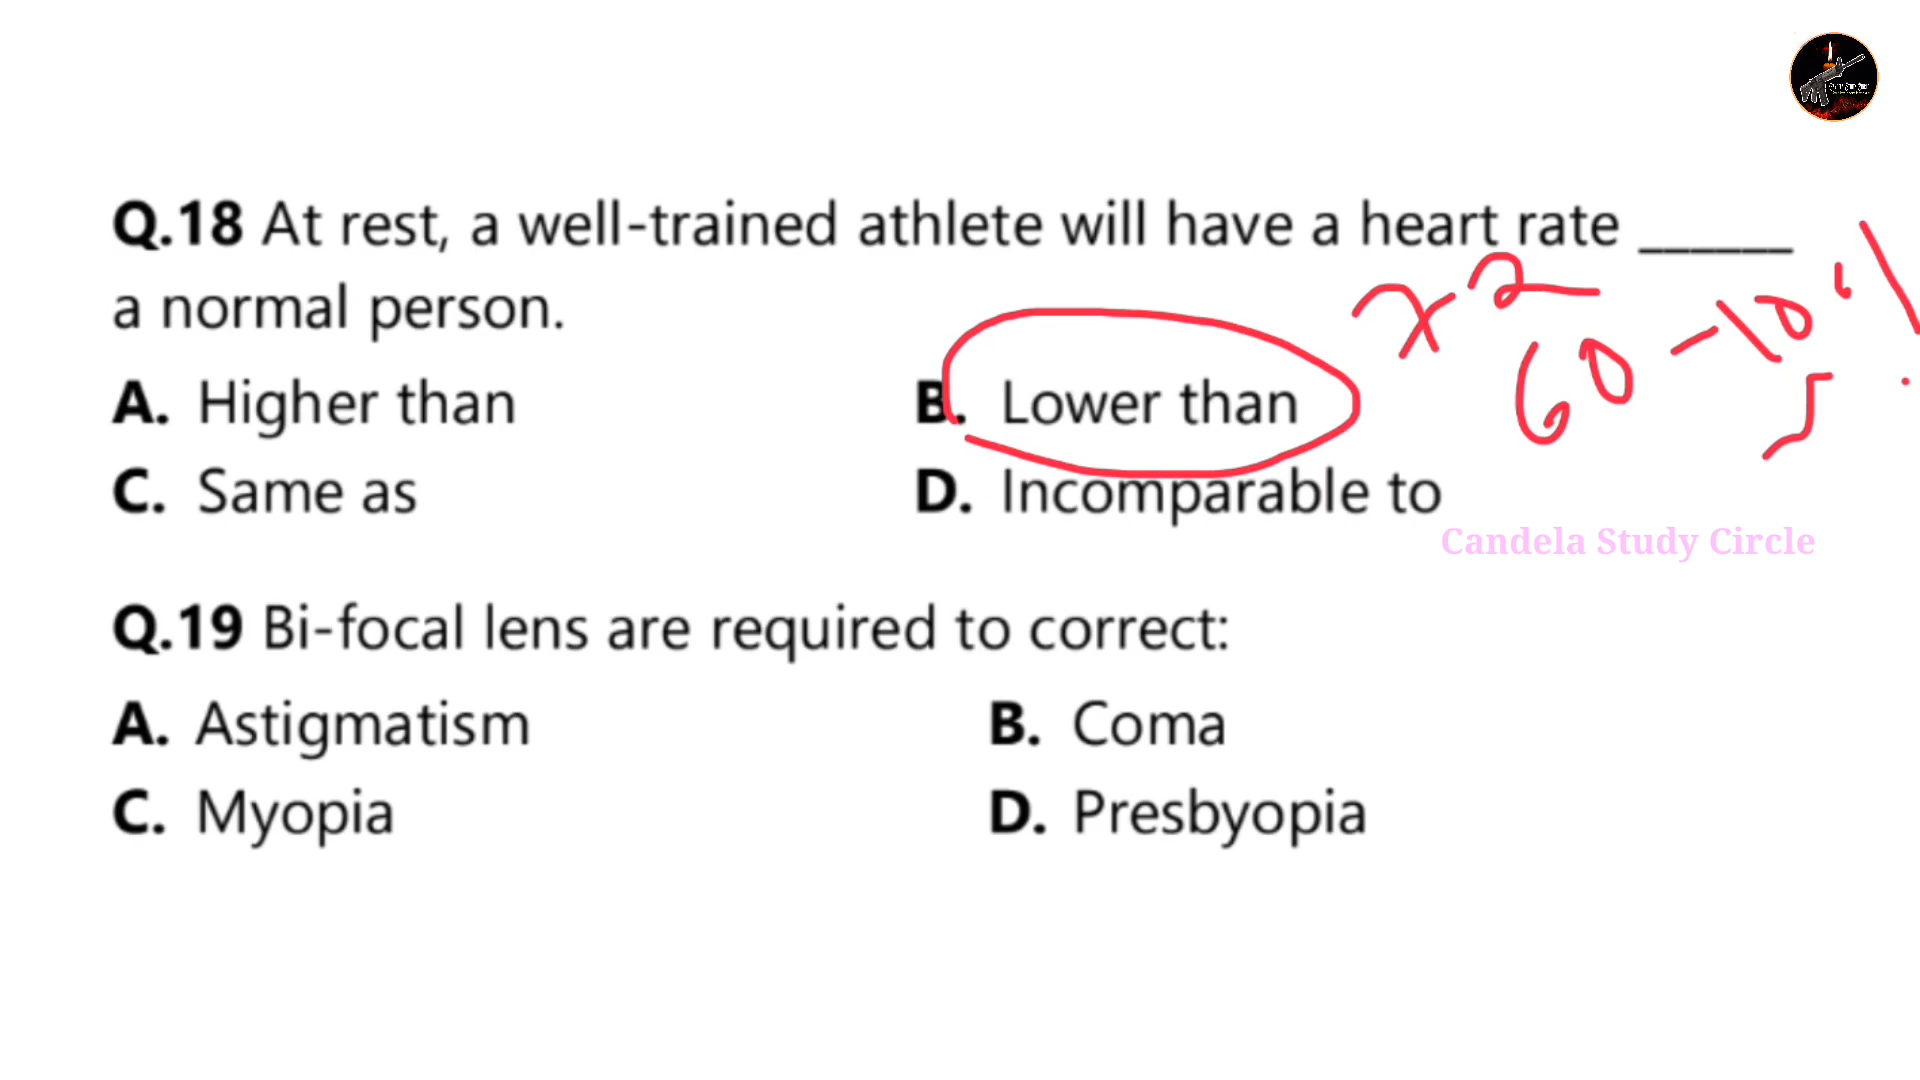 Q.18 At rest, a well-trained athlete will have a heart rate ______
a normal person.
A. Higher than
B. Lower than
C. Same as
D. Incomparable to
Candela Study Circle
Q.19 Bi-focal lens are required to correct:
A. Astigmatism
B. Coma
C. Myopia
D. Presbyopia